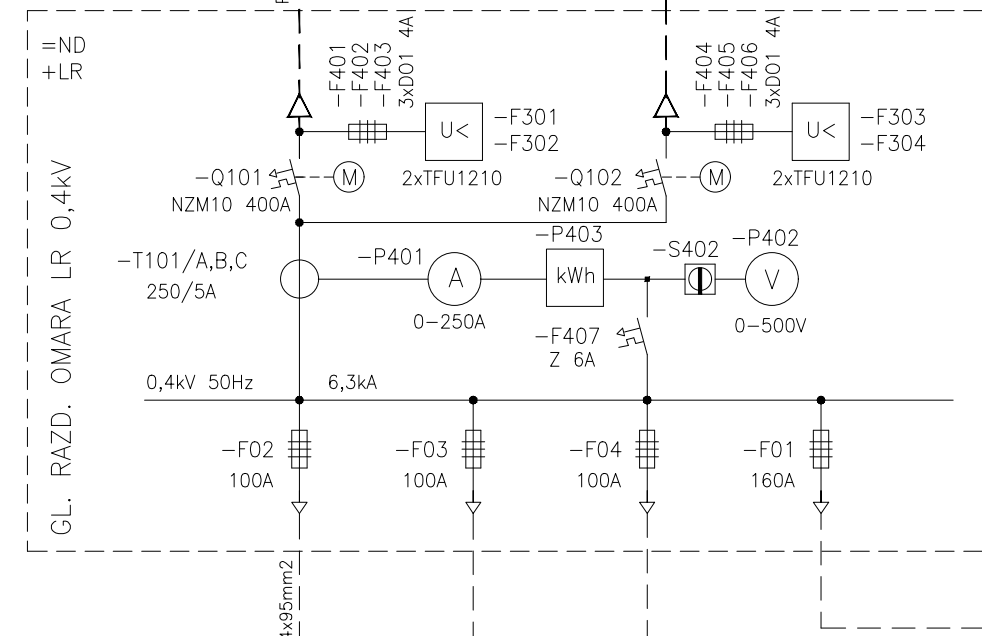 =ND
+LR
GL. RAZD. OMARA LR 0,4kV
-F401
-F402
-F403
3xD01 4A
U<
-F301
-F302
2xTFU1210
-Q101
NZM10 400A
M
-F404
-F405
-F406
3xD01 4A
U<
-F303
-F304
2xTFU1210
-Q102
NZM10 400A
M
-T101/A,B,C
250/5A
-P401
A
0-250A
-P403
kWh
-S402
-P402
V
0-500V
-F407
Z 6A
0,4kV 50Hz
6,3kA
-F02
100A
-F03
100A
-F04
100A
-F01
160A
4x95mm2